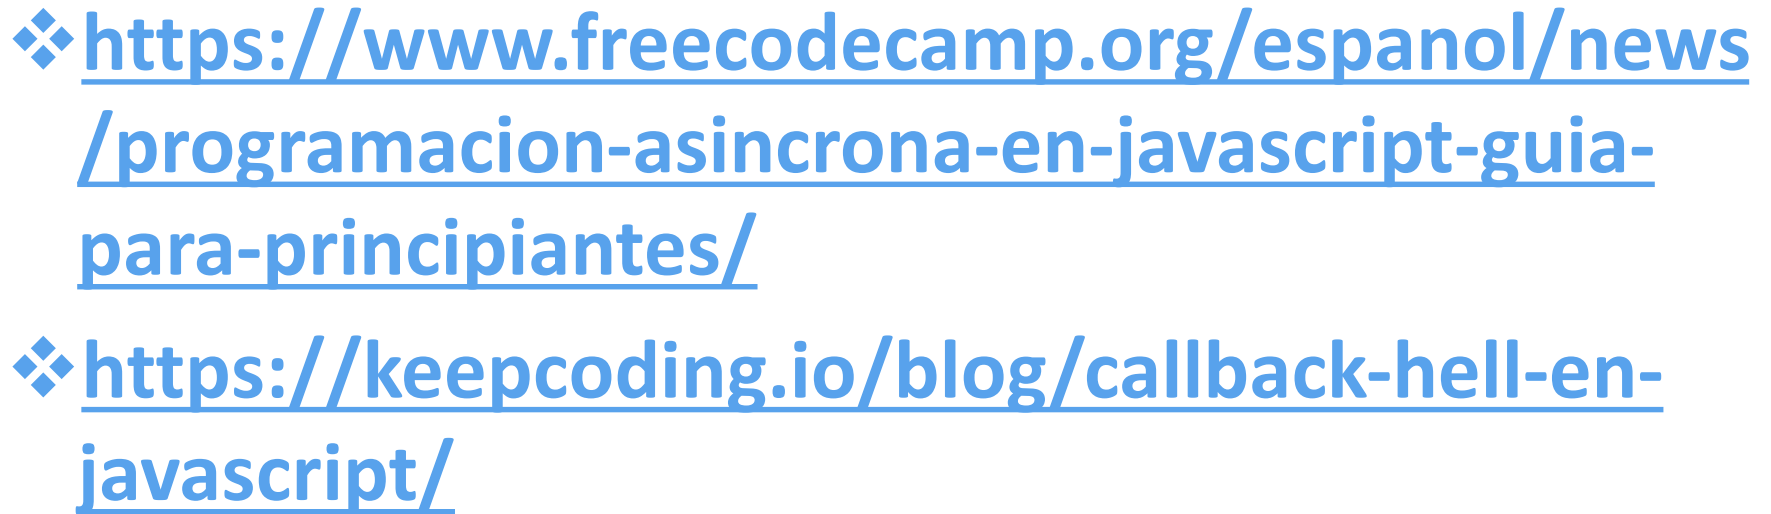 ❖https://www.freecodecamp.org/espanol/news
/programacion-asincrona-en-javascript-guia-
para-principiantes/
❖https://keepcoding.io/blog/callback-hell-en-
javascript/